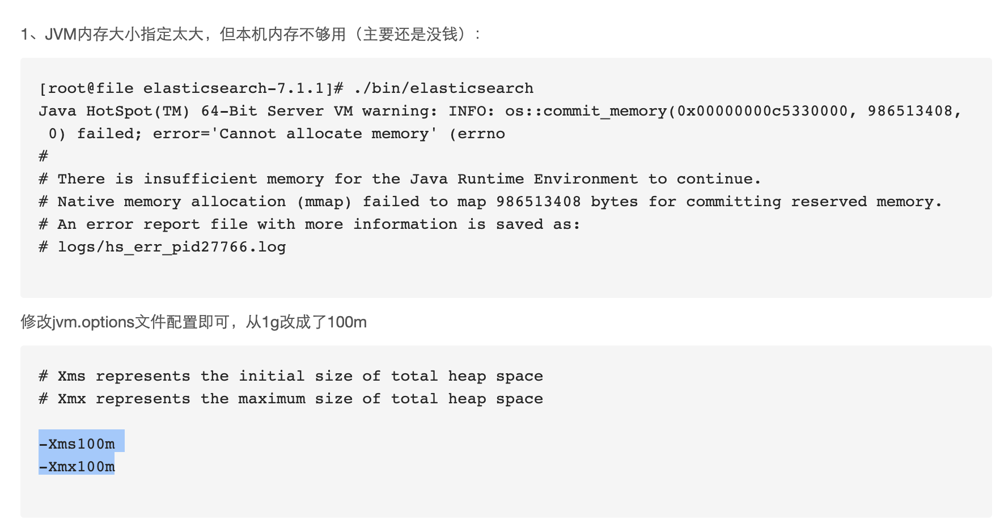 1、JVM内存大小指定太大，但本机内存不够用（主要还是没钱）：
[root@file elasticsearch-7.1.1]# ./bin/elasticsearch
Java HotSpot(TM) 64-Bit Server VM warning: INFO: os::commit_memory(0x00000000c5330000, 986513408,
0) failed; error='Cannot allocate memory' (errno
#
# There is insufficient memory for the Java Runtime Environment to continue.
# Native memory allocation (mmap) failed to map 986513408 bytes for committing reserved memory.
# An error report file with more information is saved as:
# logs/hs_err_pid27766.log
修改jvm.options文件配置即可，从1g改成了100m
# Xms represents the initial size of total heap space
# Xmx represents the maximum size of total heap space
-Xms100m
-Xmx100m